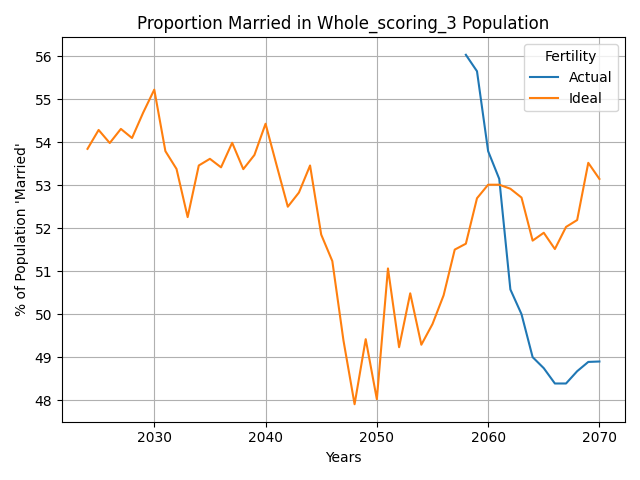 Proportion Married in Whole_scoring_3 Population
Fertility
Actual
Ideal
% of Population 'Married'
56
55
54
53
52
51
50
49
48
2030
2040
2050
2060
2070
Years